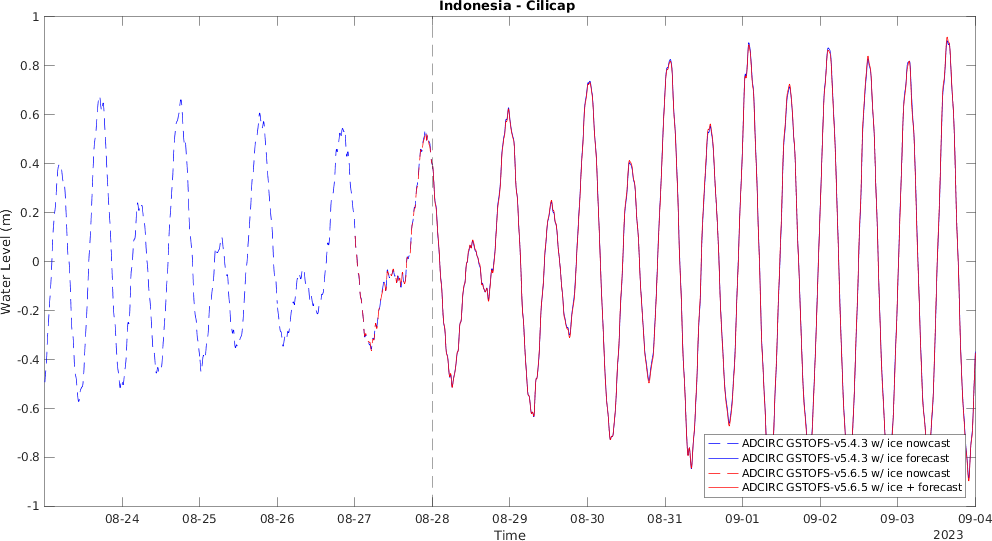 Indonesia - Cilicap
1
0.8
0.6
0.4
0.2
0
-0.2
-0.4
-0.6
-0.8
-1
Water Level (m)
ADCIRC GSTOFS-v5.4.3 w/ ice nowcast
ADCIRC GSTOFS-v5.4.3 w/ ice forecast
ADCIRC GSTOFS-v5.6.5 w/ ice nowcast
ADCIRC GSTOFS-v5.6.5 w/ ice + forecast
08-24 08-25 08-26 08-27 08-28 08-29 08-30 08-31 09-01 09-02 09-03 09-04
Time
2023